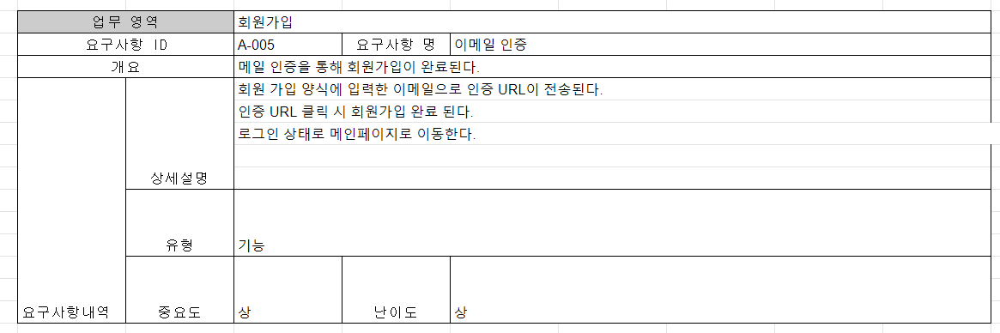 업무 영역 회원가입
요구사항 ID A-005 요구사항 명 이메일 인증
개요 메일 인증을 통해 회원가입이 완료된다.
회원 가입 양식에 입력한 이메일으로 인증 URL이 전송된다.
인증 URL 클릭 시 회원가입 완료 된다.
로그인 상태로 메인페이지로 이동한다.
상세설명
유형 기능
요구사항내역 중요도 상 난이도 상